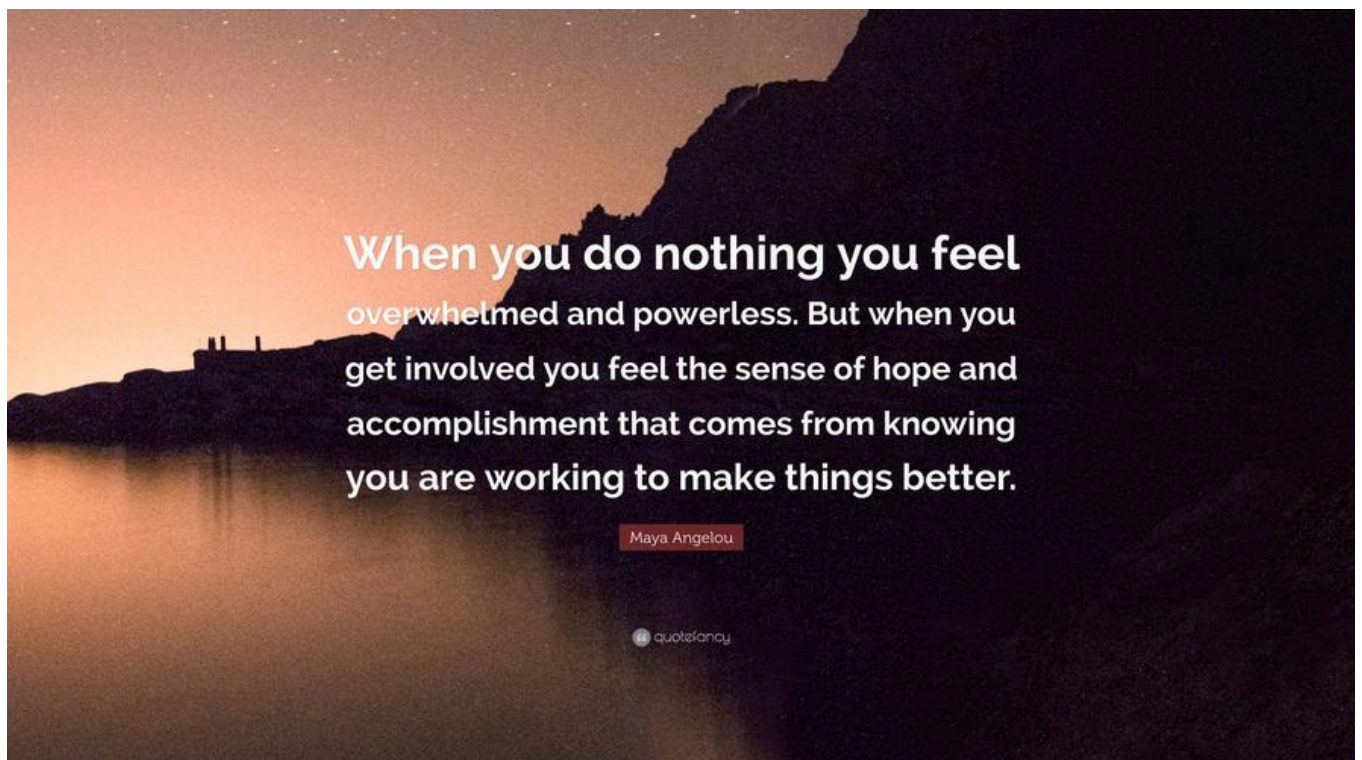 When you do nothing you feel
overwhelmed and powerless. But when you
get involved you feel the sense of hope and
accomplishment that comes from knowing
you are working to make things better.
Maya Angelou
quotefancy